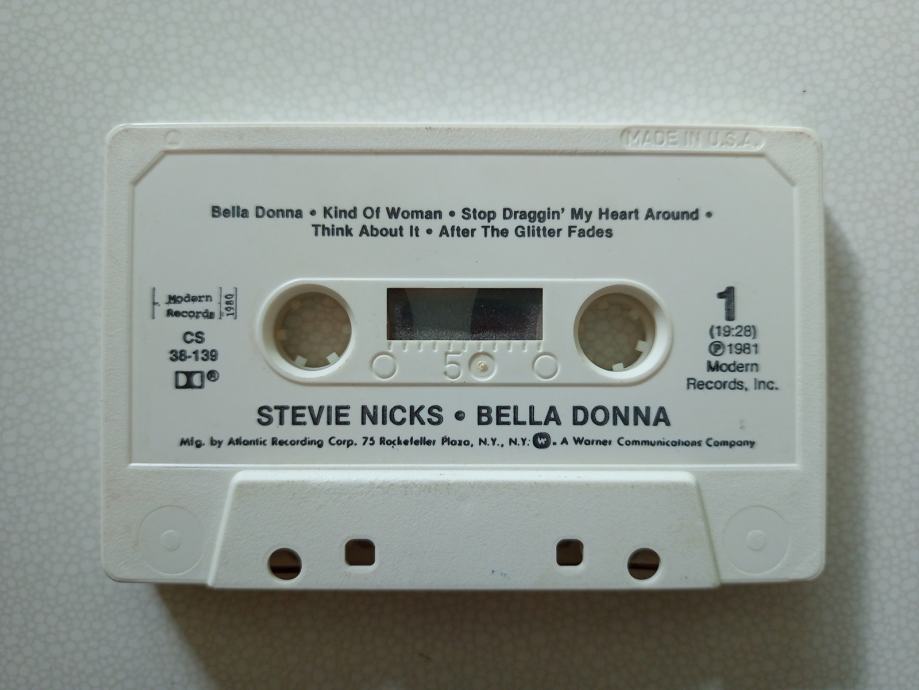 MADE IN U.S.A.
Bella Donna • Kind Of Woman • Stop Draggin' My Heart Around •
Think About It • After The Glitter Fades
Modern
Records
1980
CS
38-139
®
1
(19:28)
℗1981
Modern
Records, Inc.
5
STEVIE NICKS • BELLA DONNA
Mfg. by Atlantic Recording Corp. 75 Rockefeller Plaza, N.Y., N.Y. W. A Warner Communications Company